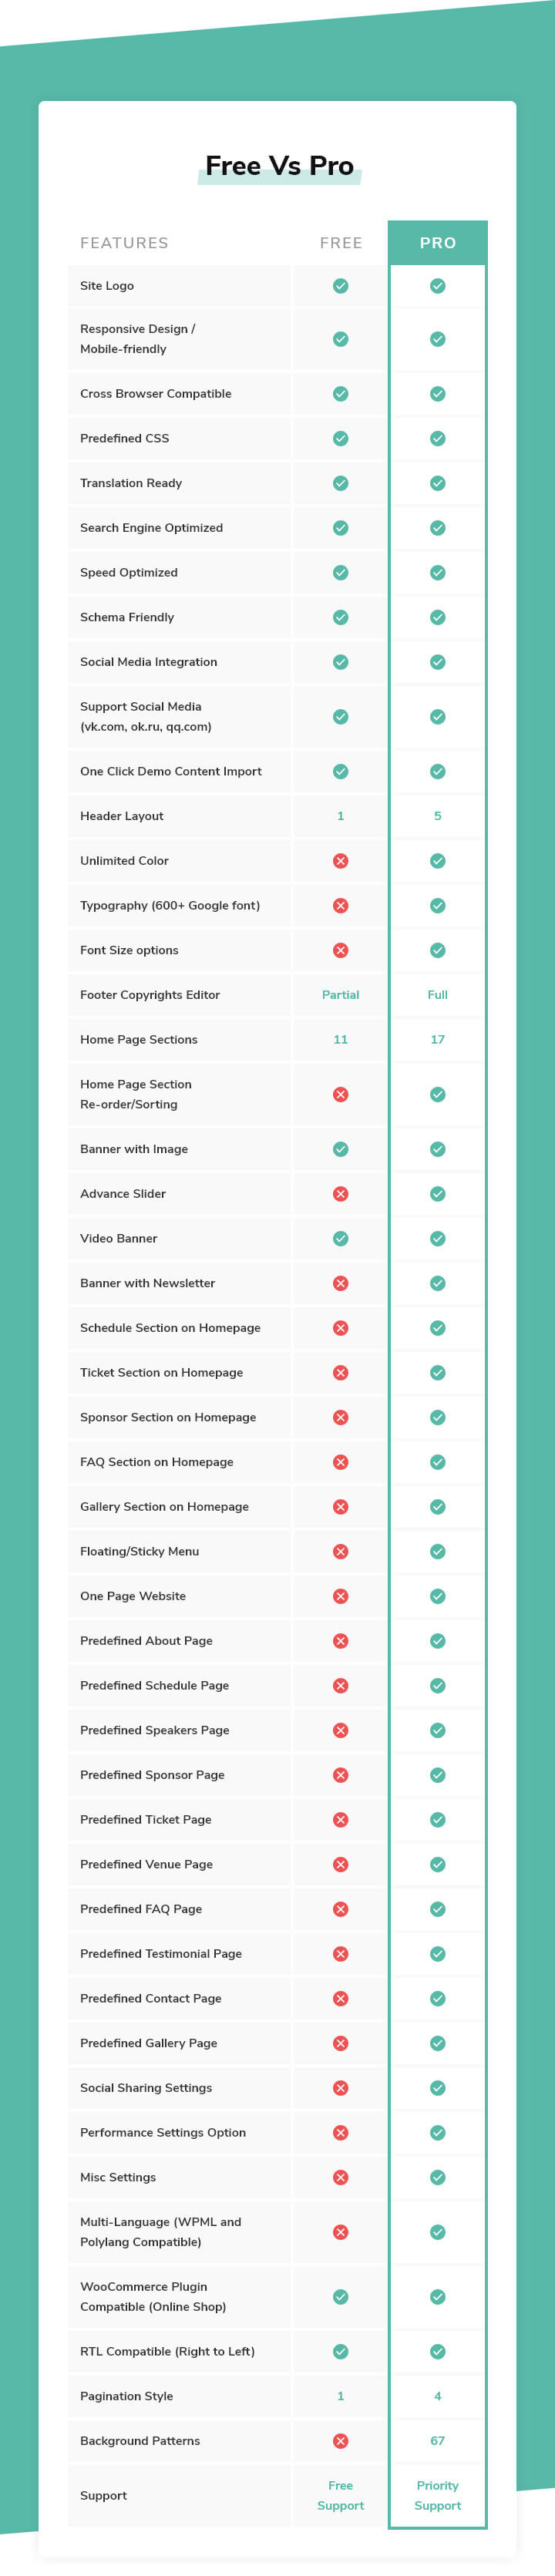 Free Vs Pro
FEATURES FREE PRO
Site Logo
Responsive Design /
Mobile-friendly
Cross Browser Compatible
Predefined CSS
Translation Ready
Search Engine Optimized
Speed Optimized
Schema Friendly
Social Media Integration
Support Social Media
(vk.com, ok.ru, qq.com)
One Click Demo Content Import
Header Layout 1 5
Unlimited Color
Typography (600+ Google font)
Font Size options
Footer Copyrights Editor Partial Full
Home Page Sections 11 17
Home Page Section
Re-order/Sorting
Banner with Image
Advance Slider
Video Banner
Banner with Newsletter
Schedule Section on Homepage
Ticket Section on Homepage
Sponsor Section on Homepage
FAQ Section on Homepage
Gallery Section on Homepage
Floating/Sticky Menu
One Page Website
Predefined About Page
Predefined Schedule Page
Predefined Speakers Page
Predefined Sponsor Page
Predefined Ticket Page
Predefined Venue Page
Predefined FAQ Page
Predefined Testimonial Page
Predefined Contact Page
Predefined Gallery Page
Social Sharing Settings
Performance Settings Option
Misc Settings
Multi-Language (WPML and
Polylang Compatible)
WooCommerce Plugin
Compatible (Online Shop)
RTL Compatible (Right to Left)
Pagination Style 1 4
Background Patterns 67
Support
Free
Support
Priority
Support